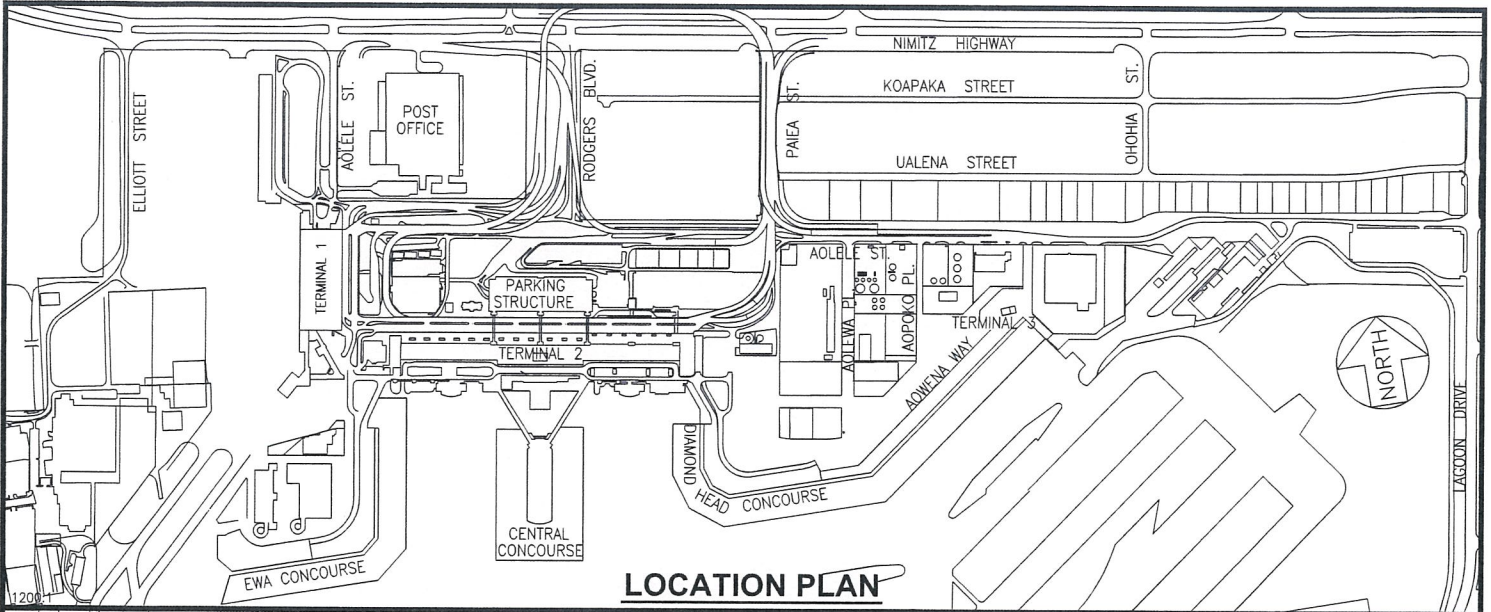 NIMITZ HIGHWAY
KOAPAKA STREET
UALENA STREET
ELLIOTT STREET
AOLELE ST.
POST
OFFICE
RODGERS BLVD.
PAIEA ST.
OHOHIA ST.
TERMINAL 1
PARKING
STRUCTURE
TERMINAL 2
AOLELE ST.
AOLEWA PL.
AOPOKO PL.
TERMINAL 3
AOWENA WAY
NORTH
LAGOON DRIVE
DIAMOND HEAD CONCOURSE
CENTRAL
CONCOURSE
EWA CONCOURSE
LOCATION PLAN
1200:1